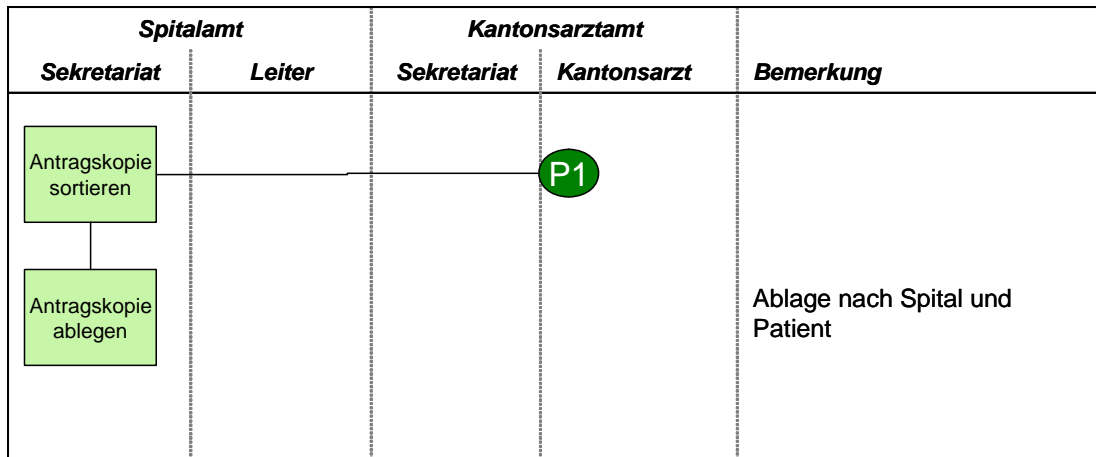 Spitalamt
Kantonsarztamt
Sekretariat
Leiter
Sekretariat
Kantonsarzt
Bemerkung
Antragskopie
sortieren
P1
Antragskopie
ablegen
Ablage nach Spital und
Patient